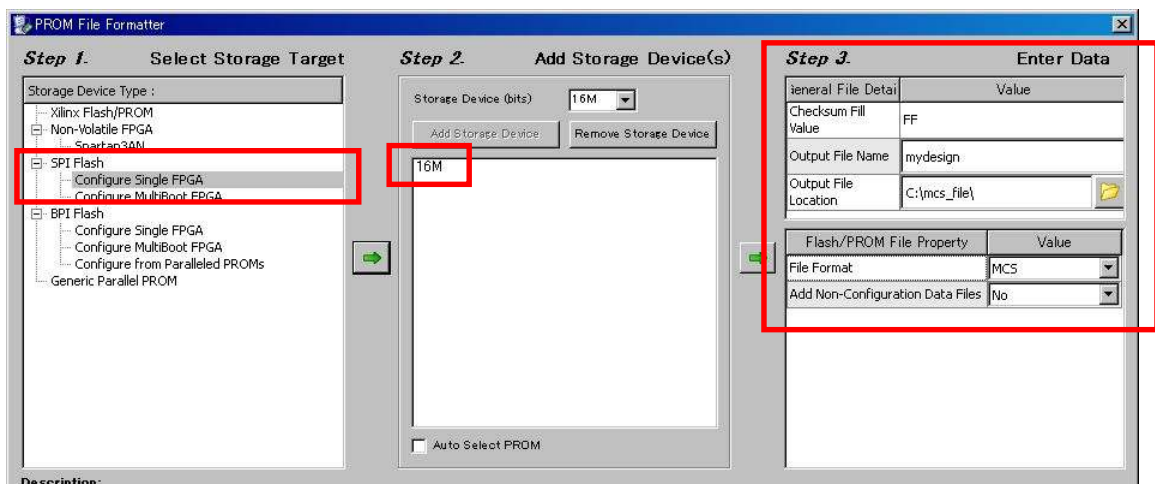 PROM File Formatter
Step 1. Select Storage Target
Storage Device Type :
Xilinx Flash/PROM
Non-Volatile FPGA
Spartan3AN
SPI Flash
Configure Single FPGA
Configure MultiBoot FPGA
BPI Flash
Configure Single FPGA
Configure MultiBoot FPGA
Configure from Paralleled PROMs
Generic Parallel PROM
Step 2. Add Storage Device(s)
Storage Device (bits) 16M
Add Storage Device Remove Storage Device
16M
Auto Select PROM
Step 3. Enter Data
General File Detai Value
Checksum Fill
Value FF
Output File Name mydesign
Output File
Location C:\mcs_file\
Flash/PROM File Property Value
File Format MCS
Add Non-Configuration Data Files No
Description: